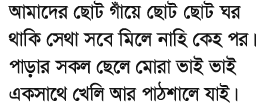 আমাদের ছোট গাঁয়ে ছোট ছোট ঘর
থাকি সেথা সবে মিলে নাহি কেহ পর।
পাড়ার সকল ছেলে মোরা ভাই ভাই
একসাথে খেলি আর পাঠশালে যাই।